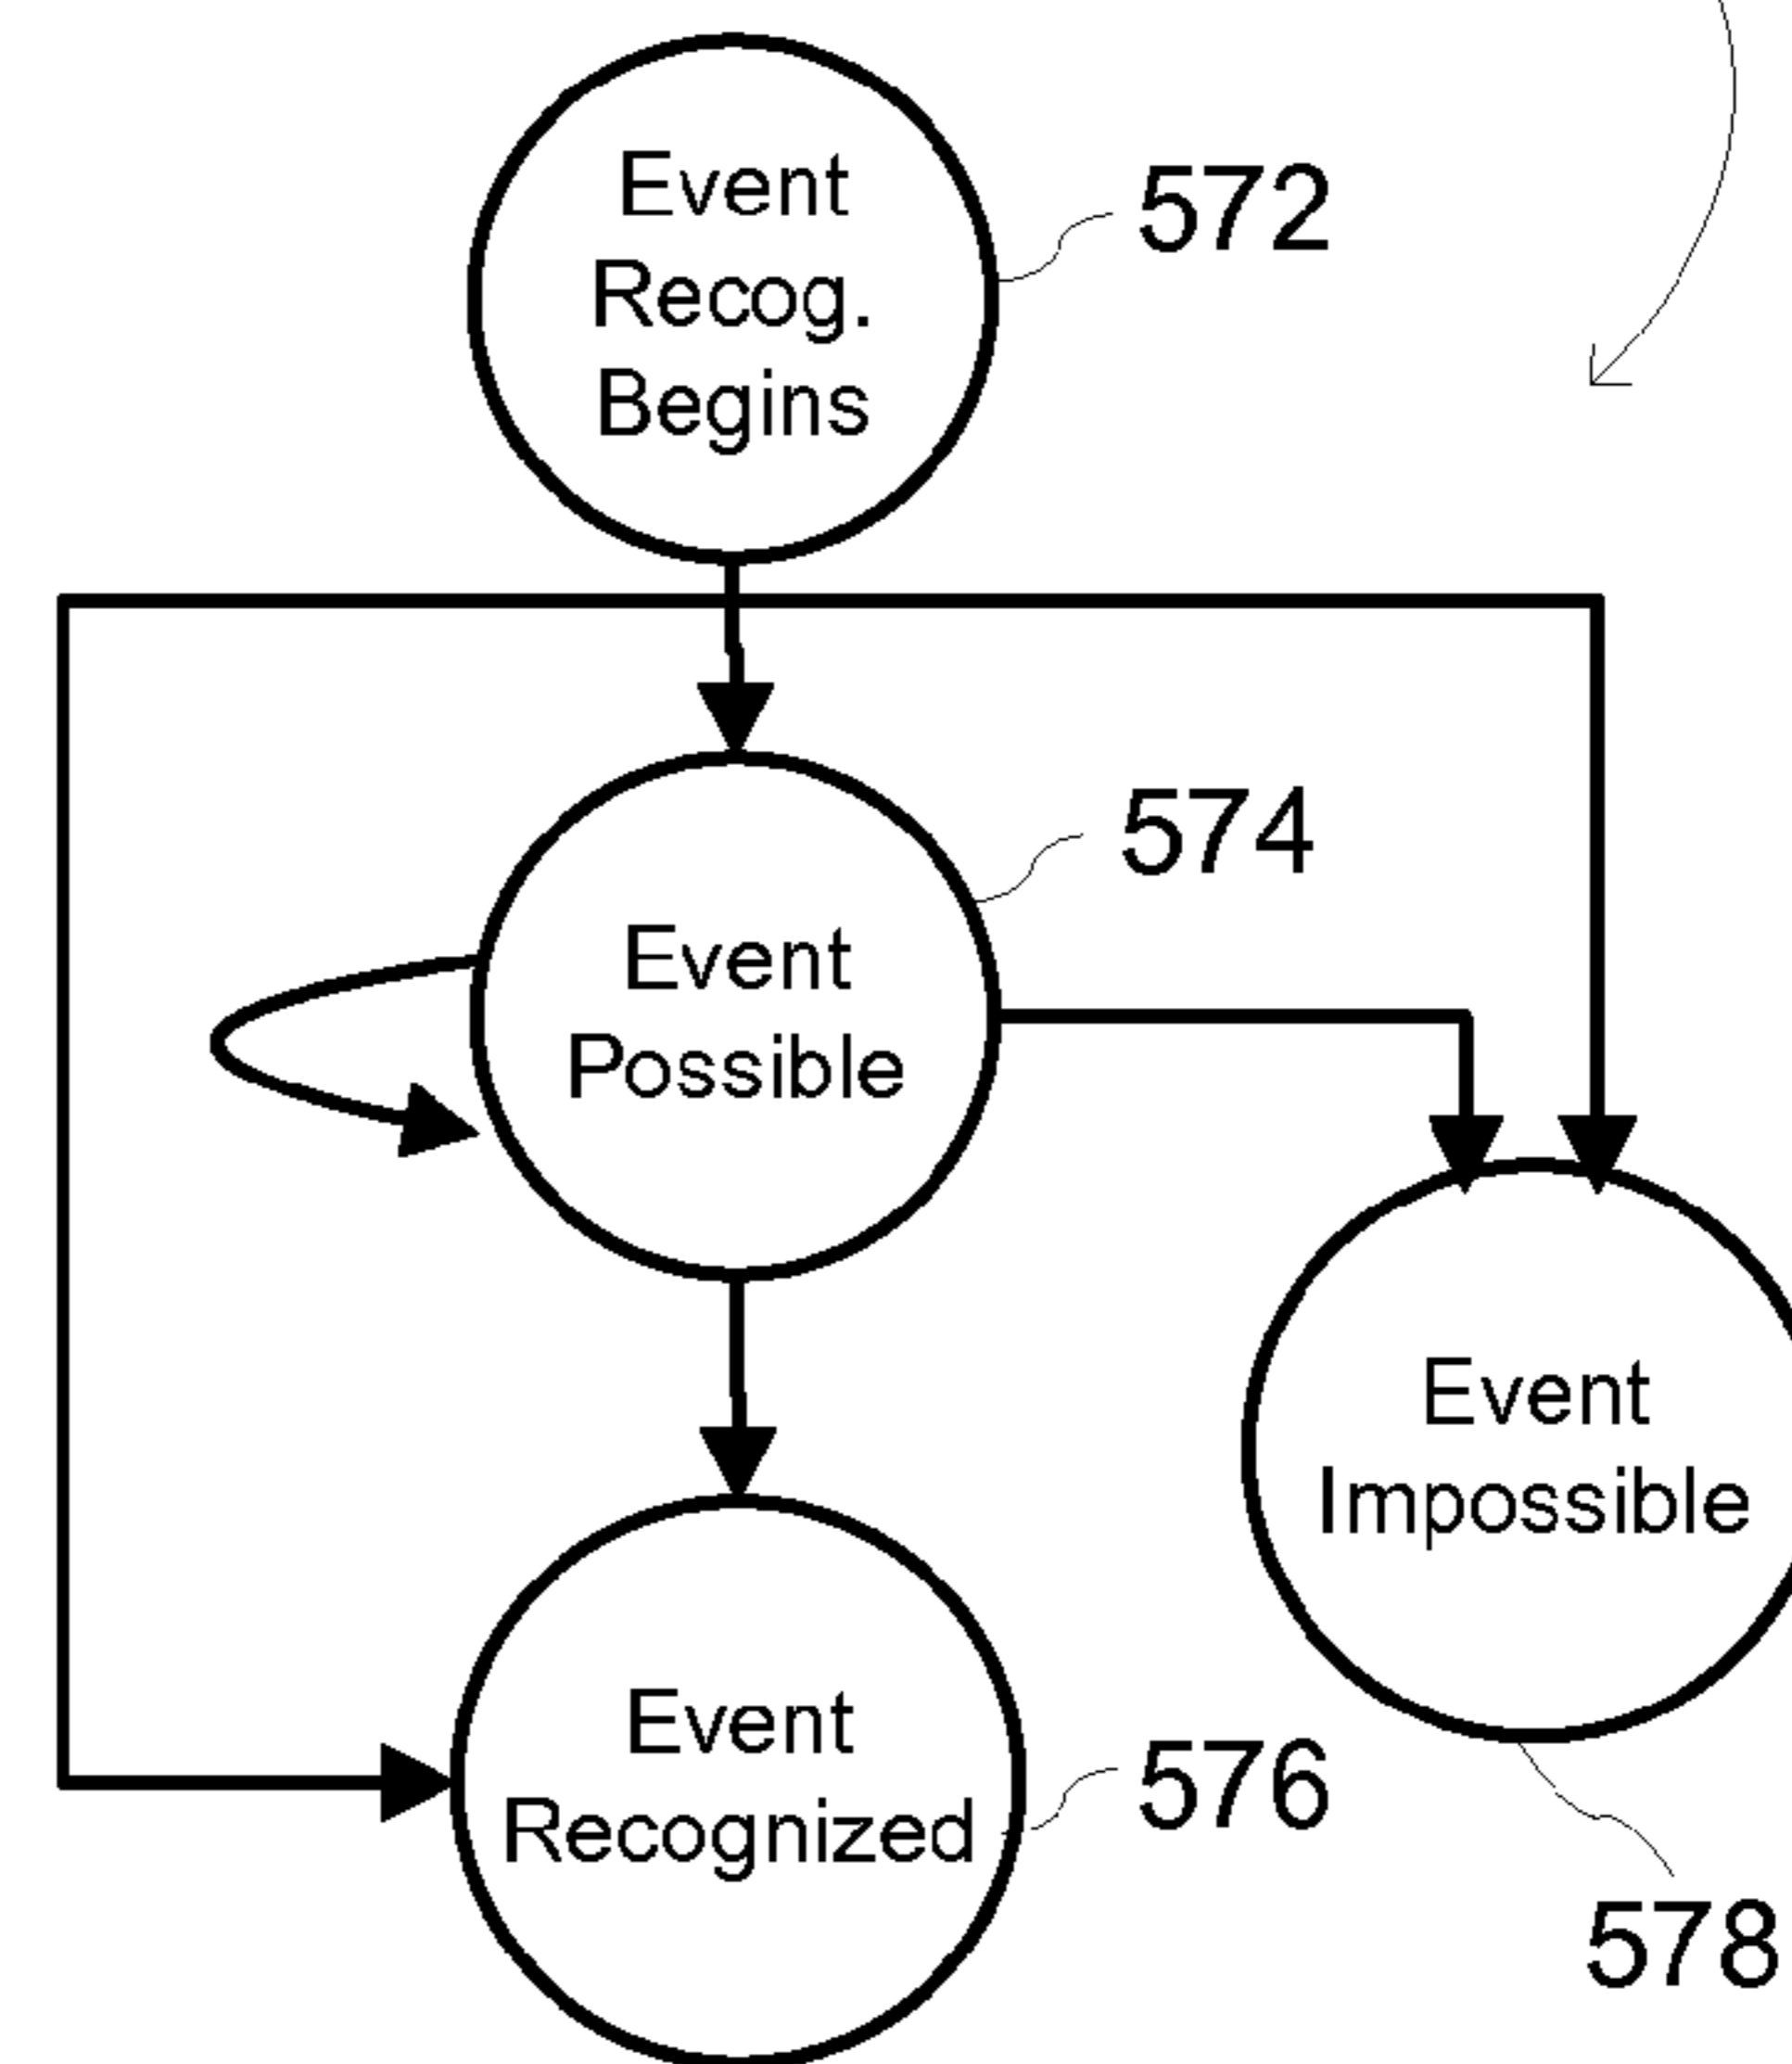 Event
Recog.
Begins
572
574
Event
Possible
Event
Impossible
Event
Recognized
576
578